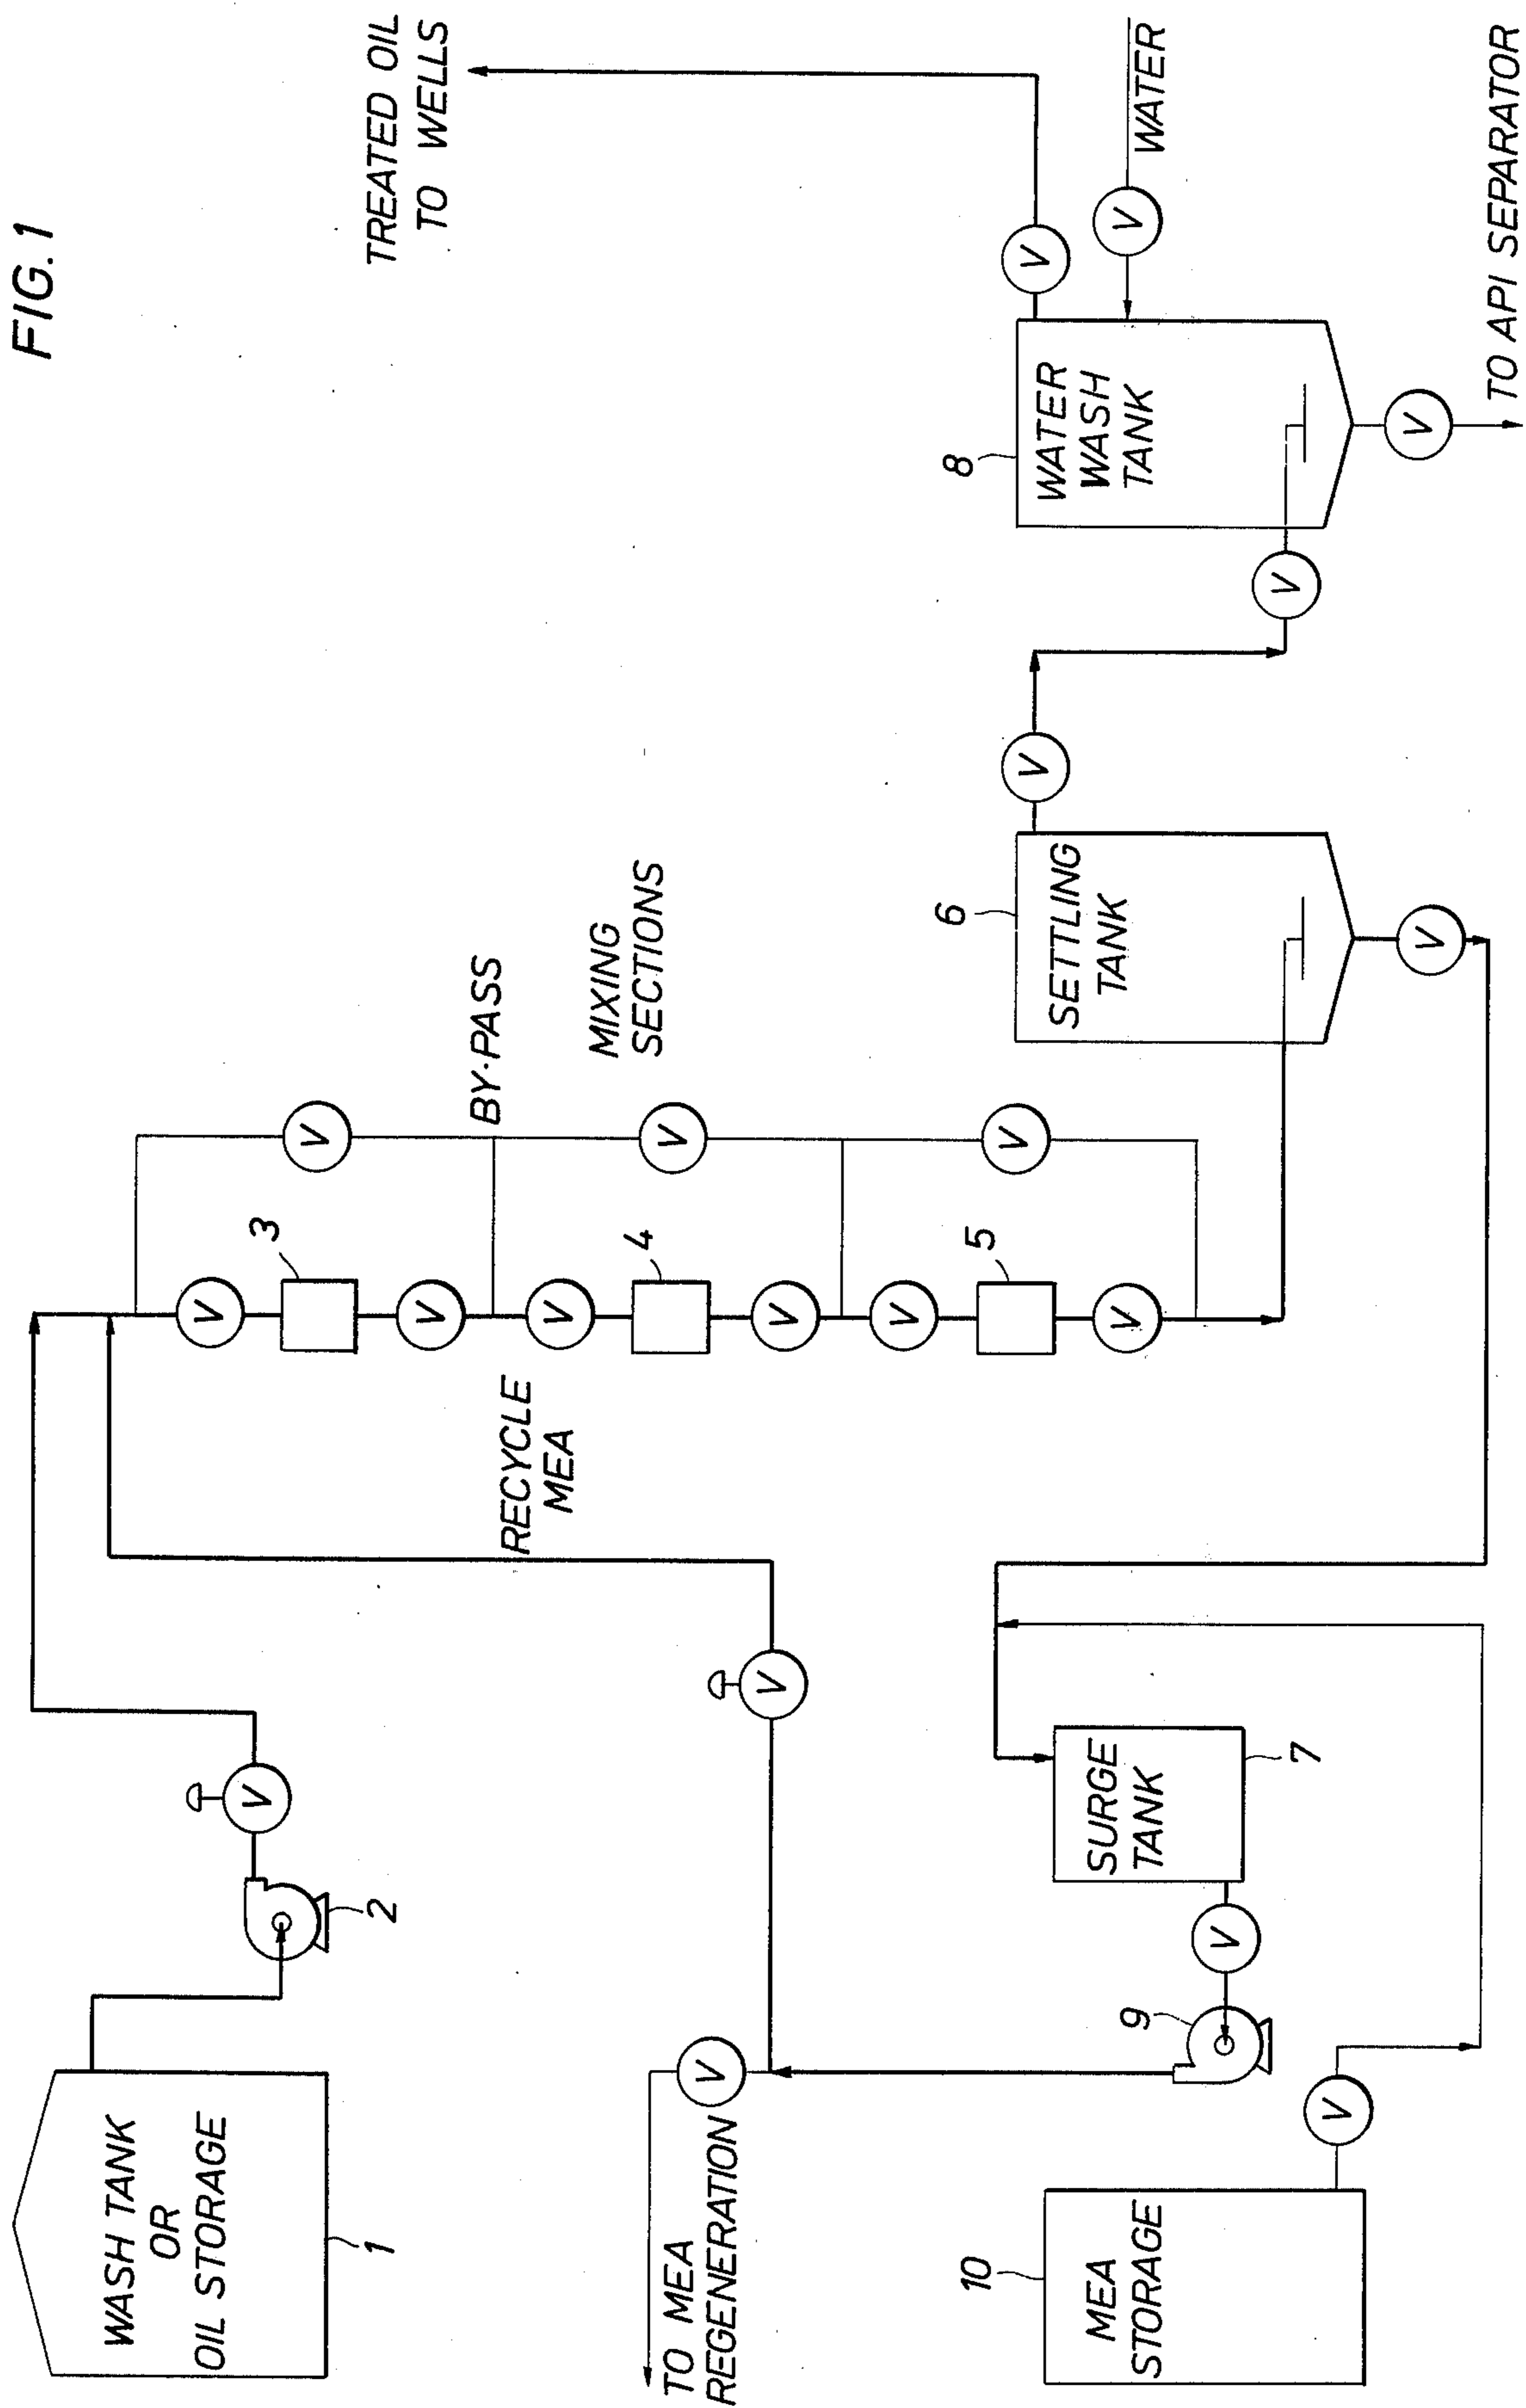 FIG. 1
WASH TANK
OR
OIL STORAGE
1
2
V
V
3
V
V
V
4
V
V
5
V
V
V
V
BY-PASS
MIXING
SECTIONS
RECYCLE
MEA
V
TO MEA
REGENERATION
V
TREATED OIL
TO WELLS
V
V
WATER
8
WATER
WASH
TANK
V
V
TO API SEPARATOR
V
6
SETTLING
TANK
V
SURGE
TANK
7
V
9
10
MEA
STORAGE
V